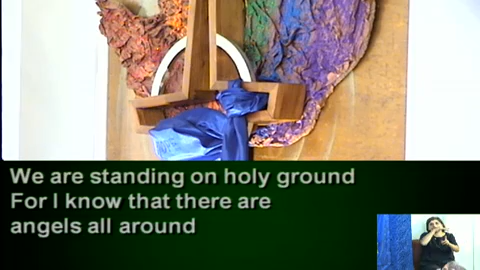 We are standing on holy ground
For I know that there are
angels all around